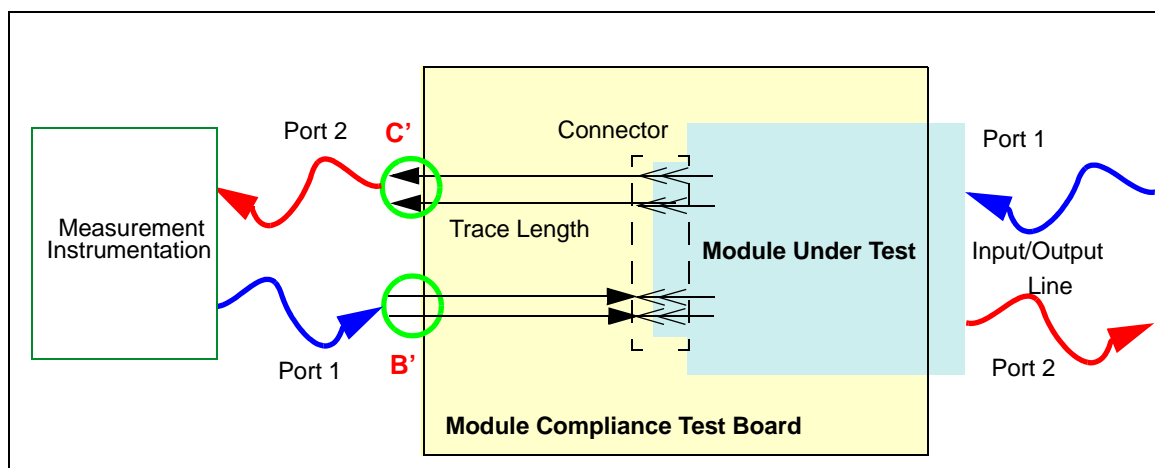 Port 2
C’
Connector
Port 1
Measurement
Instrumentation
Trace Length
Module Under Test
Input/Output
Line
Port 1
B’
Port 2
Module Compliance Test Board